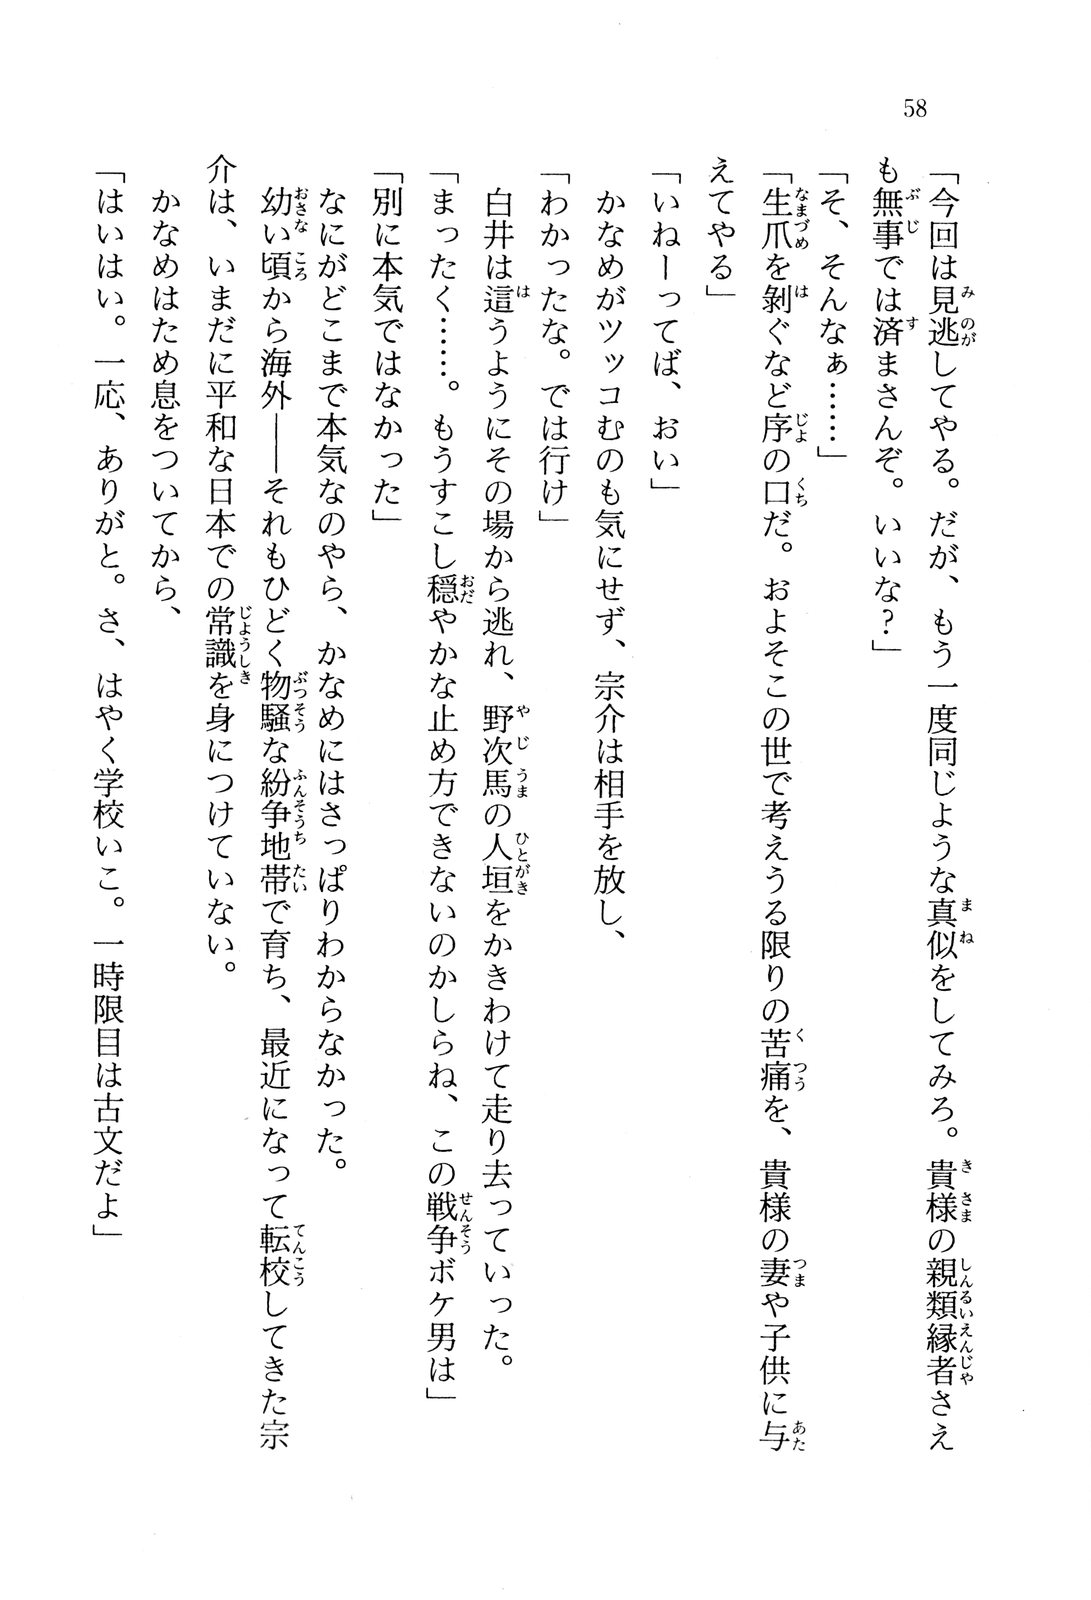 58
「今回は見逃してやる。だが、もう一度同じような真似をしてみろ。貴様の親類縁者さえ
も無事では済まさんぞ。いいな？」
「そ、そんなぁ……」
「生爪を剝ぐなど序の口だ。およそこの世で考えうる限りの苦痛を、貴様の妻や子供に与
えてやる」
「いねーってば、おい」
かなめがツッコむのも気にせず、宗介は相手を放し、
「わかったな。では行け」
白井は這うようにその場から逃れ、野次馬の人垣をかきわけて走り去っていった。
「まったく……。もうすこし穏やかな止め方できないのかしらね、この戦争ボケ男は」
「別に本気ではなかった」
なにがどこまで本気なのやら、かなめにはさっぱりわからなかった。
幼い頃から海外――それもひどく物騒な紛争地帯で育ち、最近になって転校してきた宗
介は、いまだに平和な日本での常識を身につけていない。
かなめはため息をついてから、
「はいはい。一応、ありがと。さ、はやく学校いこ。一時限目は古文だよ」